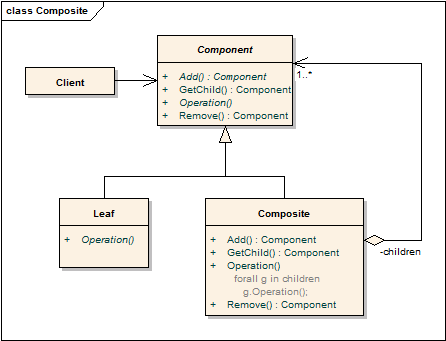 class Composite
Component
+ Add() : Component
+ GetChild() : Component
+ Operation()
+ Remove() : Component
Client
1..*
Leaf
+ Operation()
Composite
+ Add() : Component
+ GetChild() : Component
+ Operation()
forall g in children
g.Operation();
+ Remove() : Component
-children